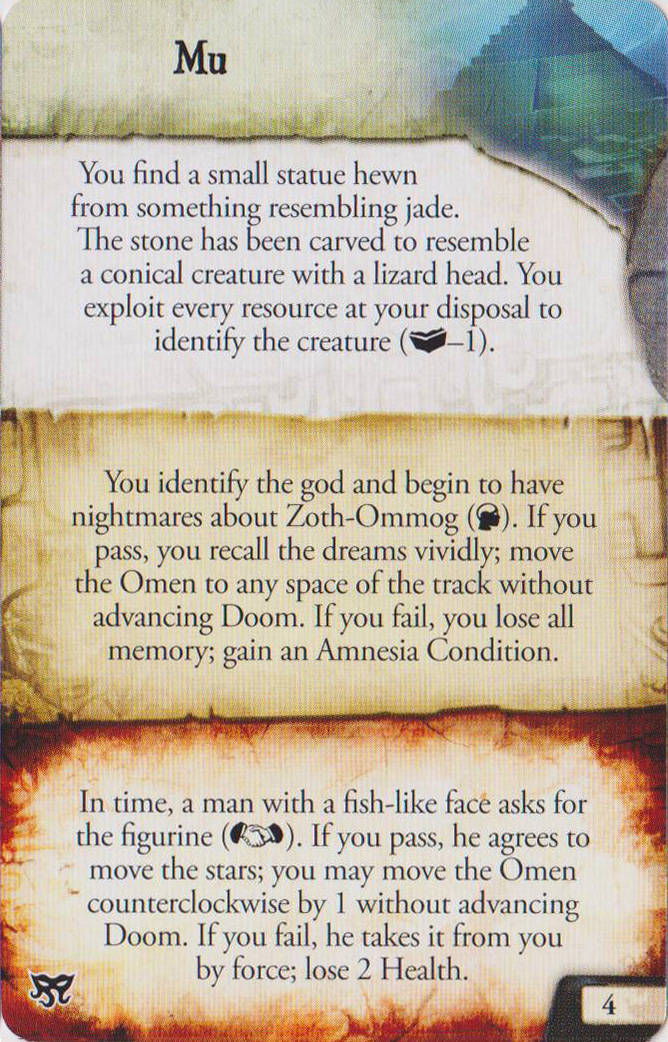 Mu
You find a small statue hewn
from something resembling jade.
The stone has been carved to resemble
a conical creature with a lizard head. You
exploit every resource at your disposal to
identify the creature (–1).
You identify the god and begin to have
nightmares about Zoth-Ommog (). If you
pass, you recall the dreams vividly; move
the Omen to any space of the track without
advancing Doom. If you fail, you lose all
memory; gain an Amnesia Condition.
In time, a man with a fish-like face asks for
the figurine (). If you pass, he agrees to
move the stars; you may move the Omen
counterclockwise by 1 without advancing
Doom. If you fail, he takes it from you
by force; lose 2 Health.
4